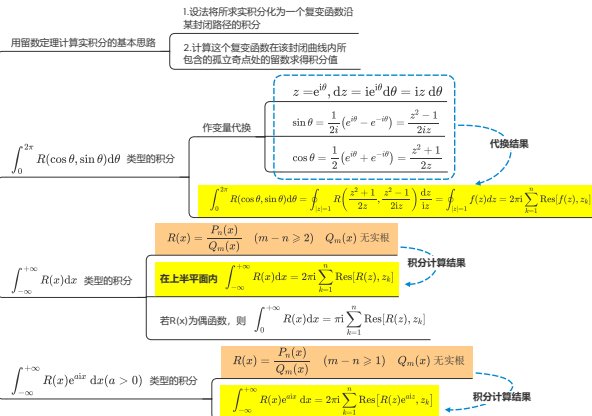 用留数定理计算实积分的基本思路
1.设法将所求实积分化为一个复变函数沿
某封闭路径的积分
2.计算这个复变函数在该封闭曲线内所
包含的孤立奇点处的留数求得积分值
∫₀^{2π} R(cos θ, sin θ)dθ 类型的积分
作变量代换
z = e^{iθ}, dz = ie^{iθ}dθ = iz dθ
sin θ = 1/(2i) (e^{iθ} − e^{−iθ}) = (z² − 1)/(2iz)
cos θ = 1/2 (e^{iθ} + e^{−iθ}) = (z² + 1)/(2z)
代换结果
∫₀^{2π} R(cos θ, sin θ)dθ = ∮_{|z|=1} R((z² + 1)/(2z), (z² − 1)/(2iz)) dz/(iz) = ∮_{|z|=1} f(z)dz = 2πi ∑_{k=1}^{n} Res[f(z), z_k]
∫_{−∞}^{+∞} R(x)dx 类型的积分
R(x) = P_n(x)/Q_m(x) (m − n ⩾ 2) Q_m(x) 无实根
积分计算结果
在上半平面内 ∫_{−∞}^{+∞} R(x)dx = 2πi ∑_{k=1}^{n} Res[R(z), z_k]
若R(x)为偶函数，则 ∫₀^{+∞} R(x)dx = πi ∑_{k=1}^{n} Res[R(z), z_k]
∫_{−∞}^{+∞} R(x)e^{aix} dx(a > 0) 类型的积分
R(x) = P_n(x)/Q_m(x) (m − n ⩾ 1) Q_m(x) 无实根
积分计算结果
∫_{−∞}^{+∞} R(x)e^{aix} dx = 2πi ∑_{k=1}^{n} Res[R(z)e^{aiz}, z_k]